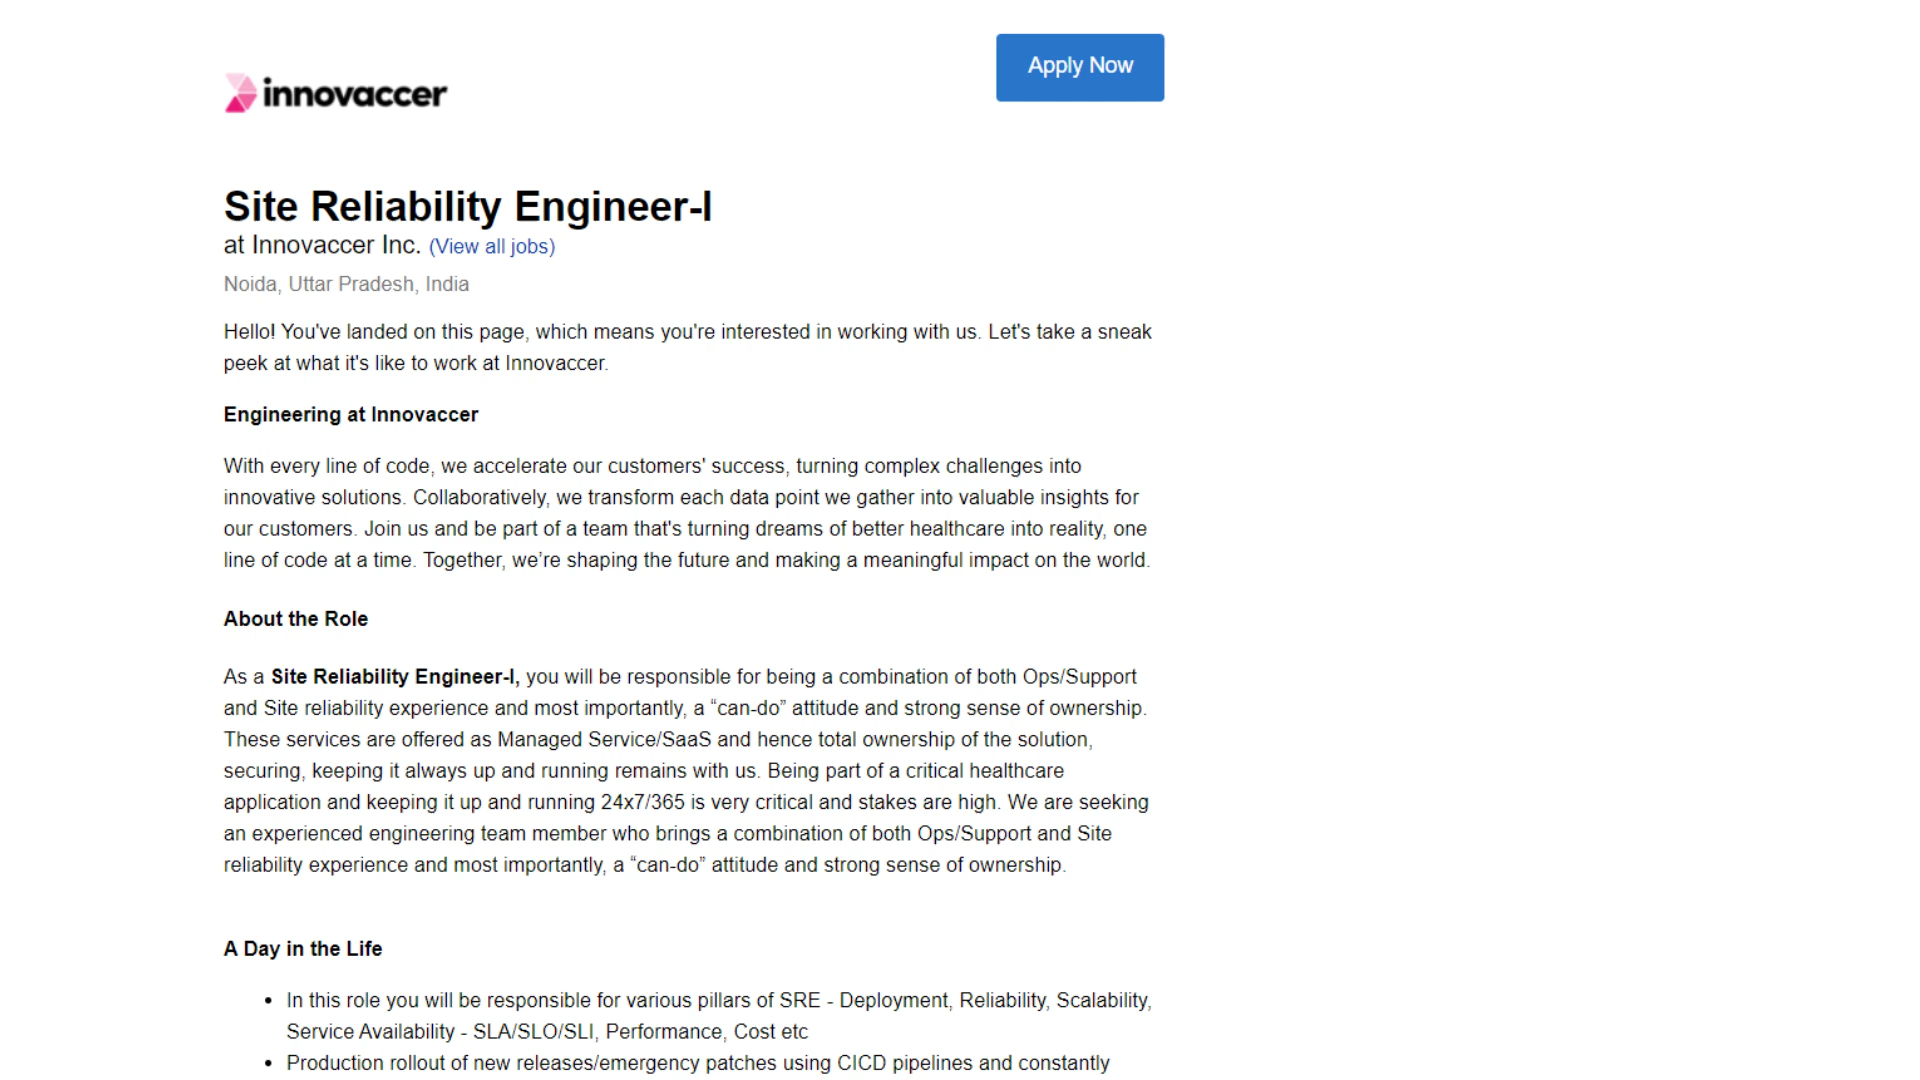 Apply Now
innovaccer
Site Reliability Engineer-I
at Innovaccer Inc. (View all jobs)
Noida, Uttar Pradesh, India
Hello! You've landed on this page, which means you're interested in working with us. Let's take a sneak
peek at what it's like to work at Innovaccer.
Engineering at Innovaccer
With every line of code, we accelerate our customers' success, turning complex challenges into
innovative solutions. Collaboratively, we transform each data point we gather into valuable insights for
our customers. Join us and be part of a team that's turning dreams of better healthcare into reality, one
line of code at a time. Together, we’re shaping the future and making a meaningful impact on the world.
About the Role
As a Site Reliability Engineer-I, you will be responsible for being a combination of both Ops/Support
and Site reliability experience and most importantly, a “can-do” attitude and strong sense of ownership.
These services are offered as Managed Service/SaaS and hence total ownership of the solution,
securing, keeping it always up and running remains with us. Being part of a critical healthcare
application and keeping it up and running 24x7/365 is very critical and stakes are high. We are seeking
an experienced engineering team member who brings a combination of both Ops/Support and Site
reliability experience and most importantly, a “can-do” attitude and strong sense of ownership.
A Day in the Life
• In this role you will be responsible for various pillars of SRE - Deployment, Reliability, Scalability,
Service Availability - SLA/SLO/SLI, Performance, Cost etc
• Production rollout of new releases/emergency patches using CICD pipelines and constantly